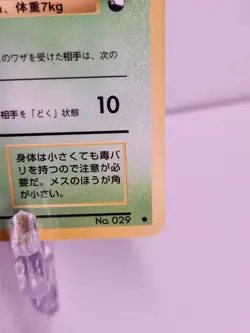 、体重7kg
のワザを受けた相手は、次の
10
相手を「どく」状態
身体は小さくても毒バ
リを持つので注意が必
要だ。メスのほうが角
が小さい。
No. 029 ●